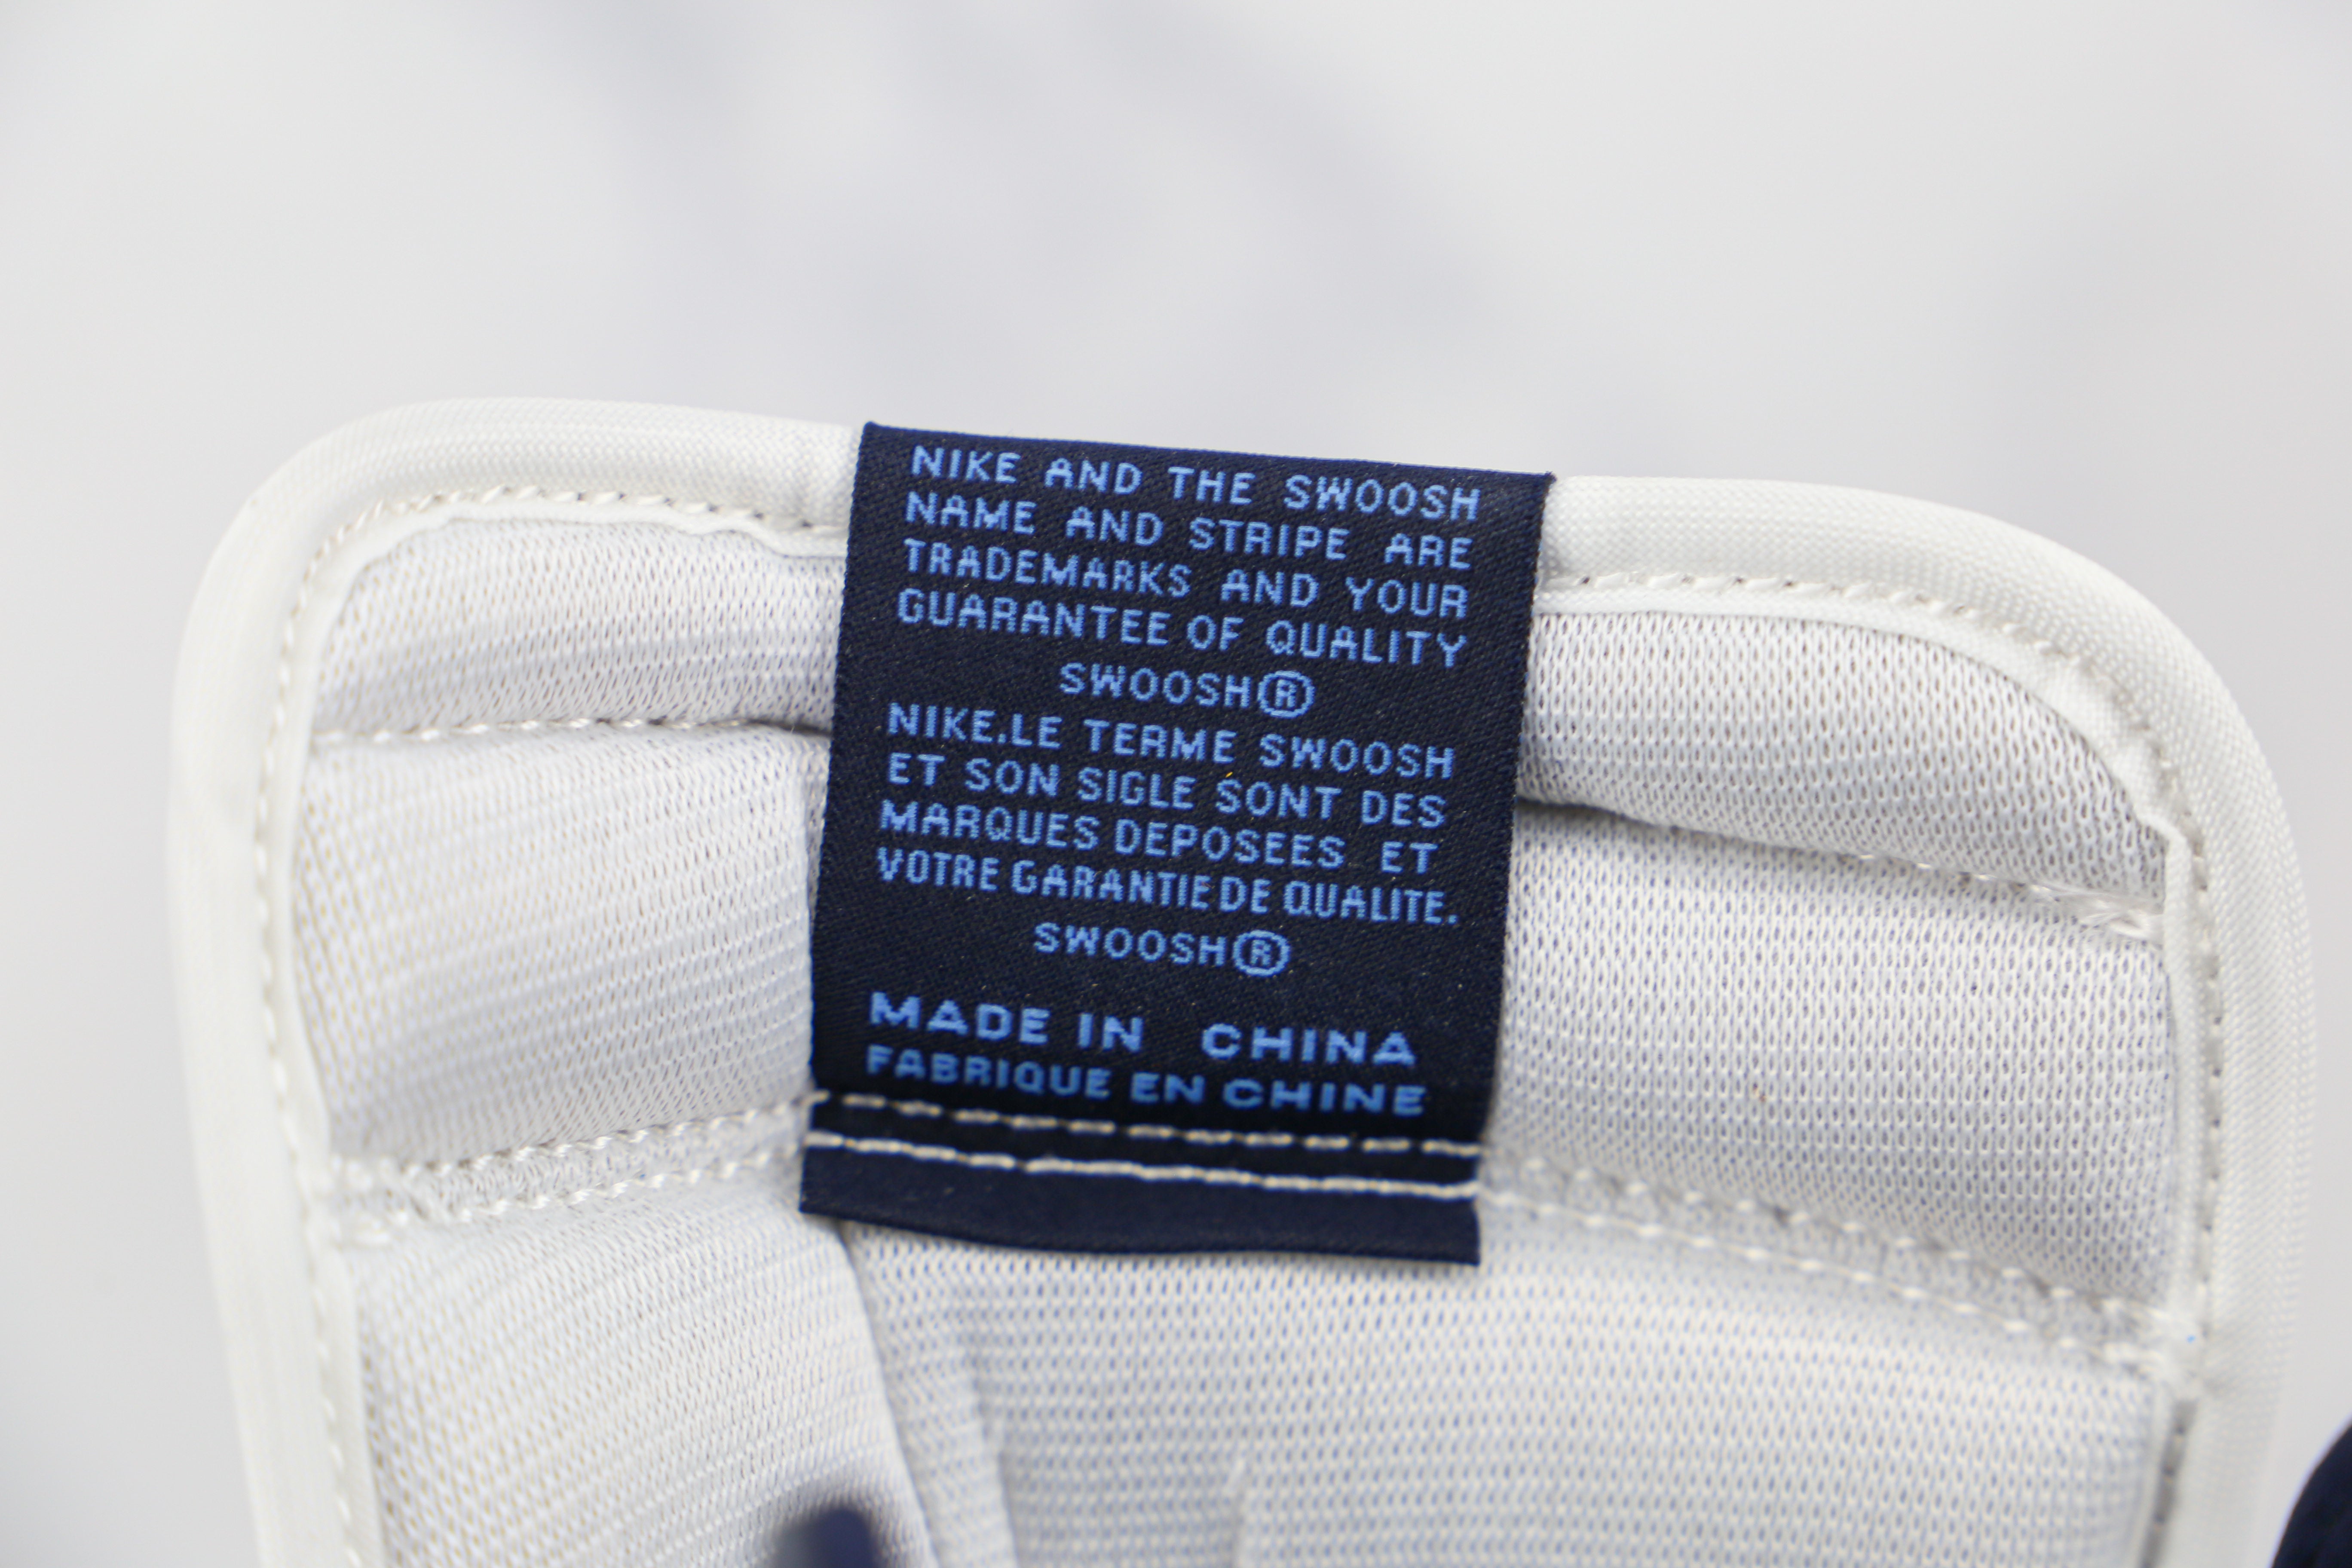 NIKE AND THE SWOOSH
NAME AND STRIPE ARE
TRADEMARKS AND YOUR
GUARANTEE OF QUALITY
SWOOSH®
NIKE.LE TERME SWOOSH
ET SON SIGLE SONT DES
MARQUES DEPOSEES ET
VOTRE GARANTIE DE QUALITE.
SWOOSH®
MADE IN CHINA
FABRIQUE EN CHINE